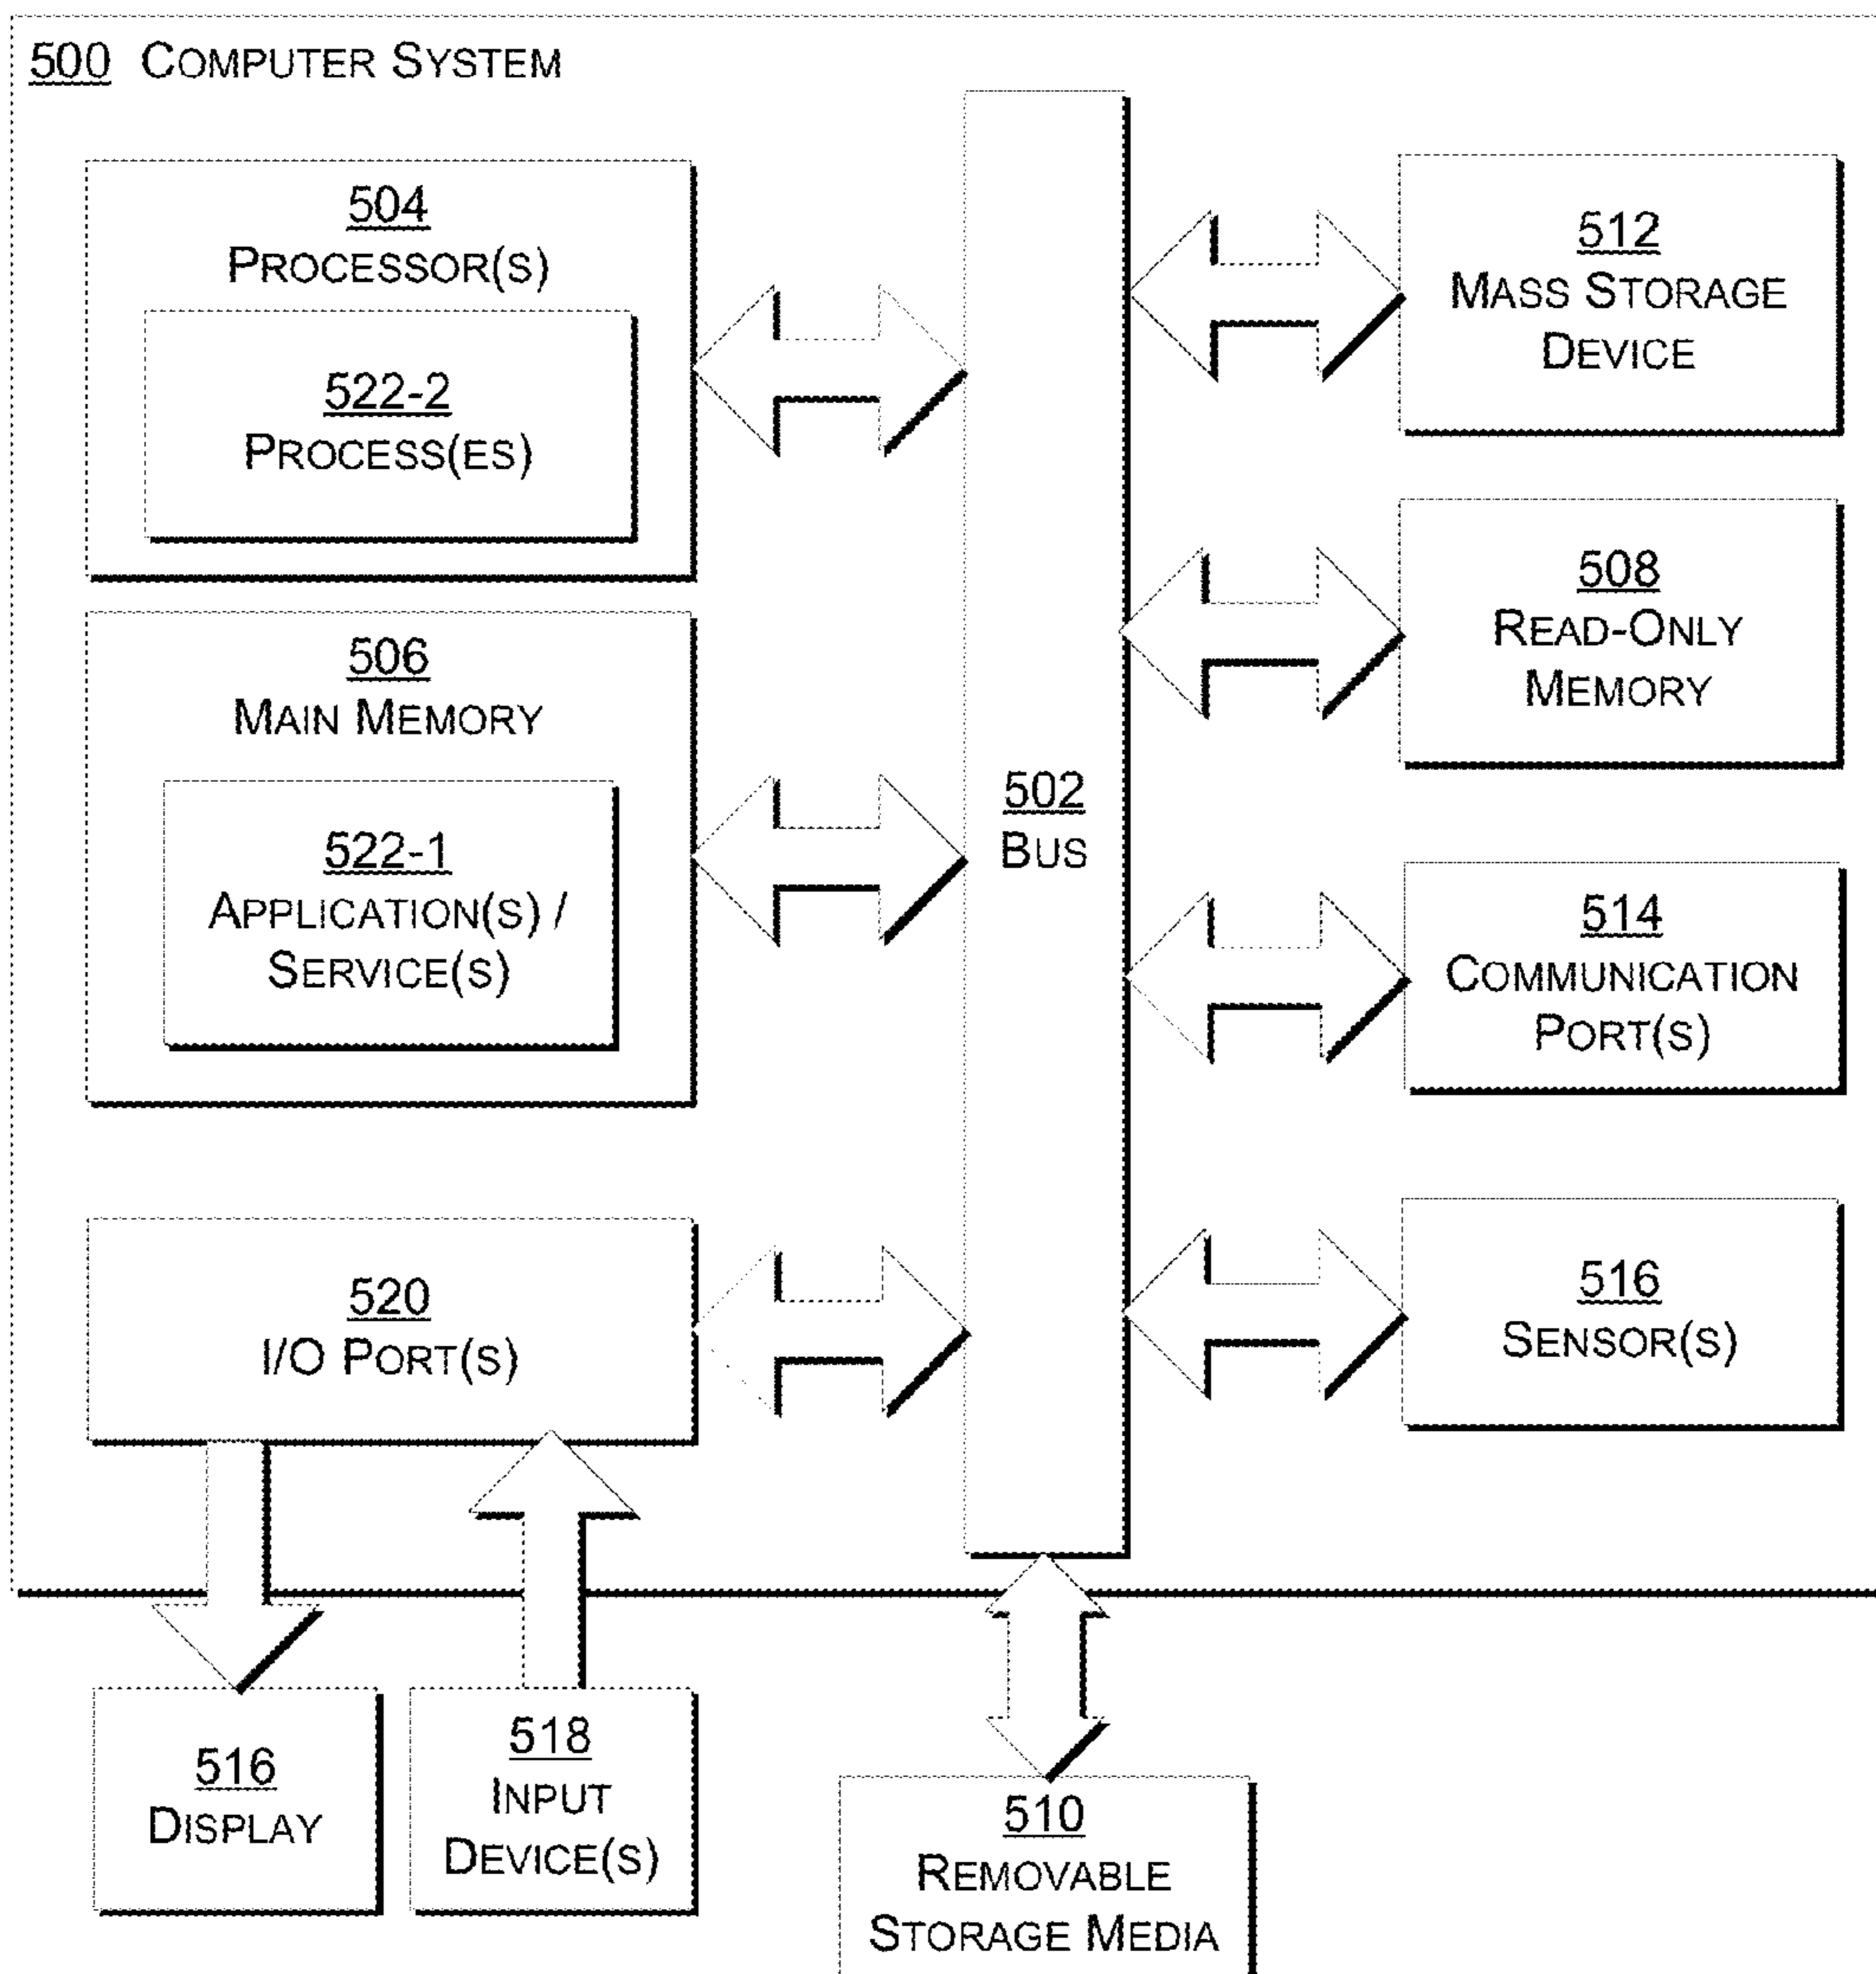 500 COMPUTER SYSTEM
504
PROCESSOR(S)
522-2
PROCESS(ES)
506
MAIN MEMORY
522-1
APPLICATION(S) /
SERVICE(S)
520
I/O PORT(S)
502
BUS
512
MASS STORAGE
DEVICE
508
READ-ONLY
MEMORY
514
COMMUNICATION
PORT(S)
516
SENSOR(S)
516
DISPLAY
518
INPUT
DEVICE(S)
510
REMOVABLE
STORAGE MEDIA